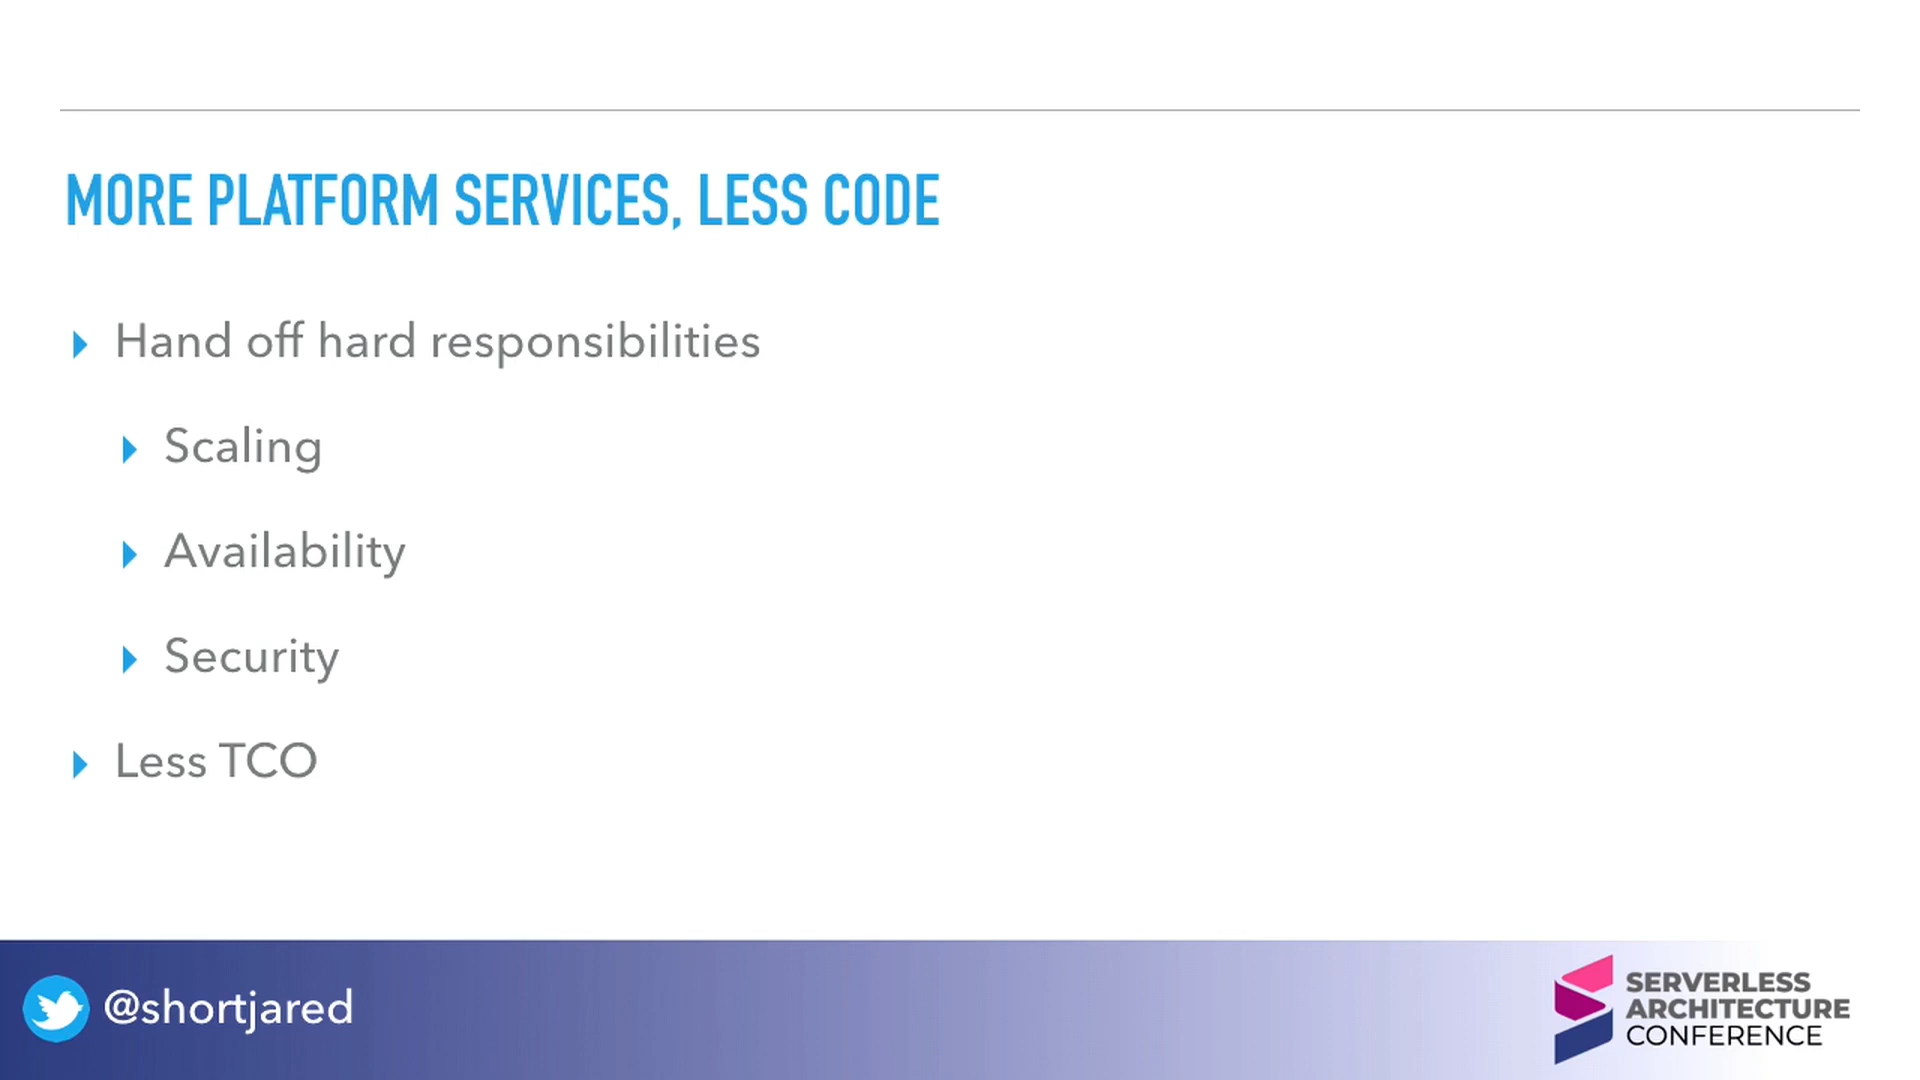 MORE PLATFORM SERVICES, LESS CODE
Hand off hard responsibilities
Scaling
Availability
Security
Less TCO
@shortjared
SERVERLESS
ARCHITECTURE
CONFERENCE